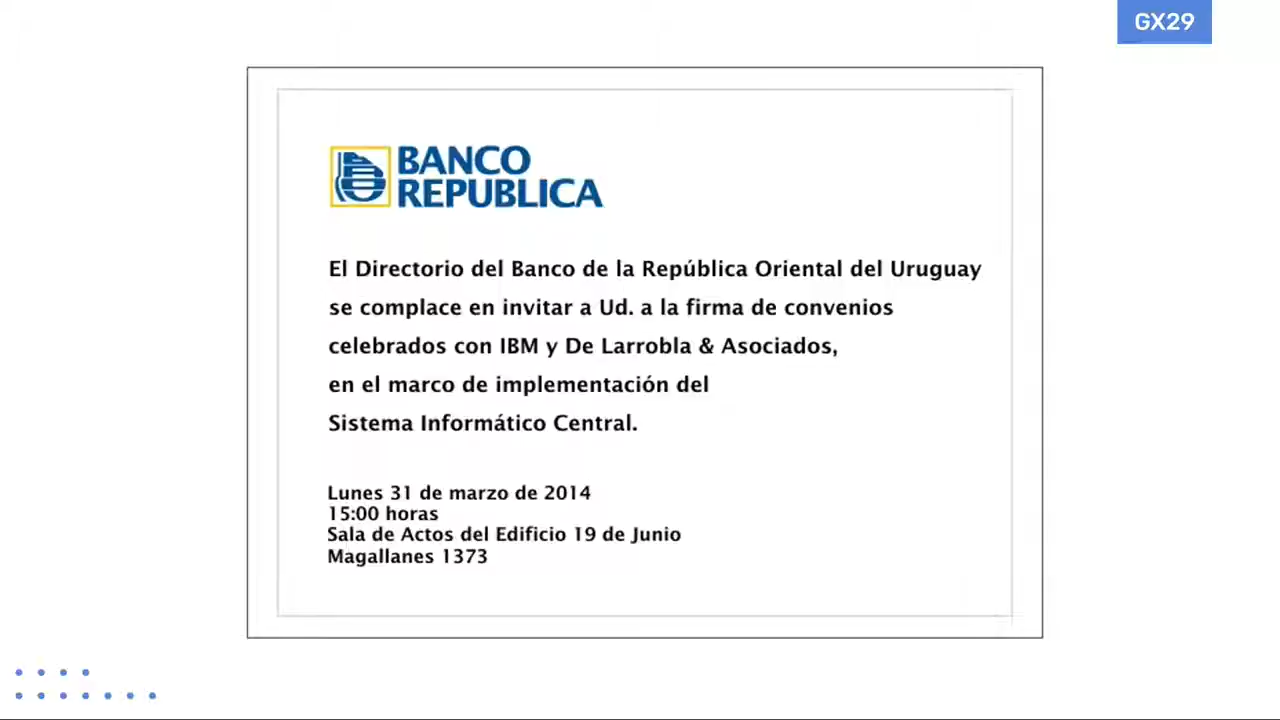 GX29
BANCO
REPUBLICA
El Directorio del Banco de la República Oriental del Uruguay
se complace en invitar a Ud. a la firma de convenios
celebrados con IBM y De Larrobla & Asociados,
en el marco de implementación del
Sistema Informático Central.
Lunes 31 de marzo de 2014
15:00 horas
Sala de Actos del Edificio 19 de Junio
Magallanes 1373